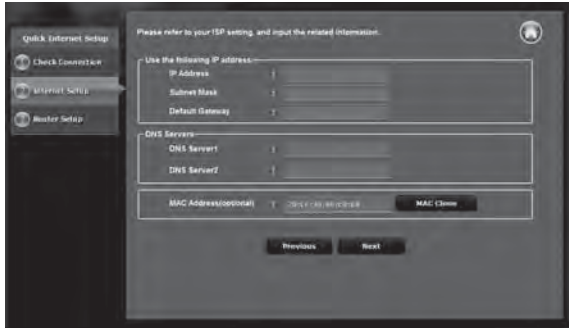 Quick Internet Setup
Check Connection
Internet Setup
Router Setup
Please refer to your ISP setting, and input the related information.
Use the following IP address:
IP Address :
Subnet Mask :
Default Gateway :
DNS Servers
DNS Server1 :
DNS Server2 :
MAC Address(optional) :
MAC Clone
Previous Next